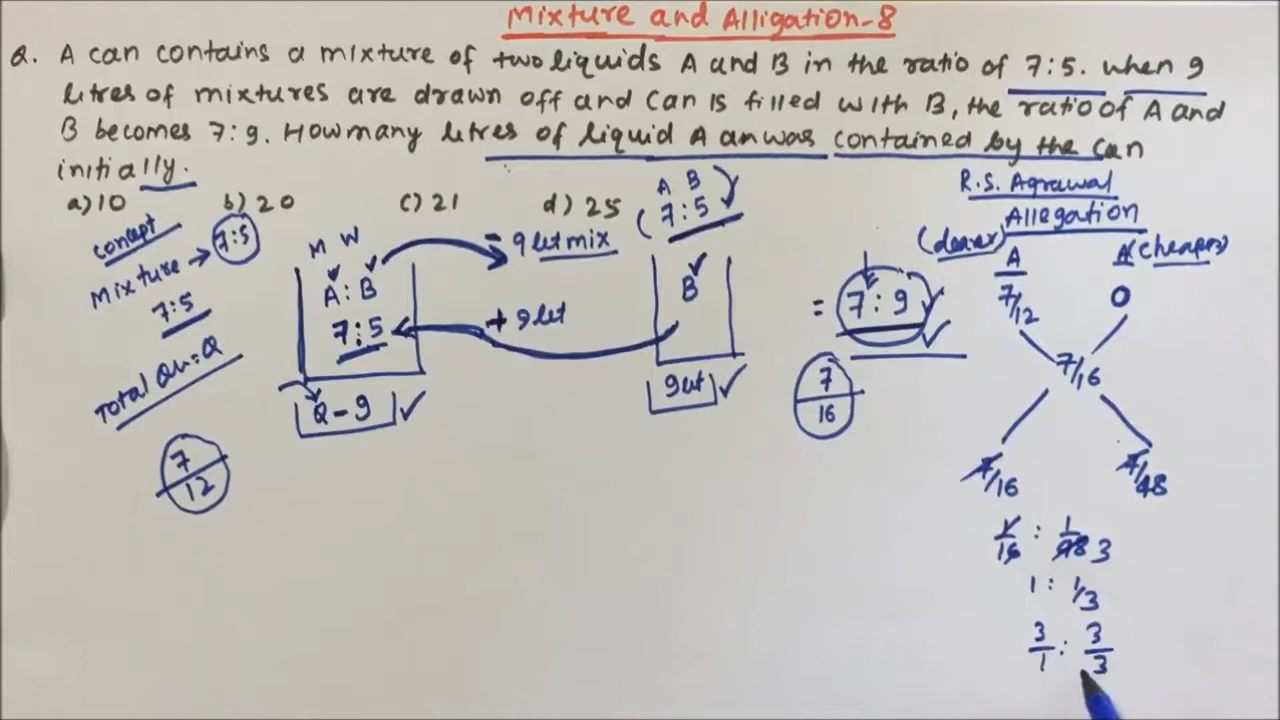 Mixture and Alligation-8
Q. A can contains a mixture of two liquids A and B in the ratio of 7:5. when 9
litres of mixtures are drawn off and Can is filled with B, the ratio of A and
B becomes 7:9. How many litres of liquid A an was contained by the Can
initially.
a) 10 b) 20 c) 21 d) 25
A B
(7:5
R.S. Agrawal
Allegation
concept
Mixture → 7:5
7:5
Total Qu = Q
7/12
M W
A : B
7:5
Q - 9
- 9 let mix
+ 9 let
B
9 let
= 7 : 9
7/16
(dearer) (cheaper)
A A
7/12 0
7/16
7/16 7/48
1/16 : 1/48 3
1 : 1/3
3/1 : 3/3